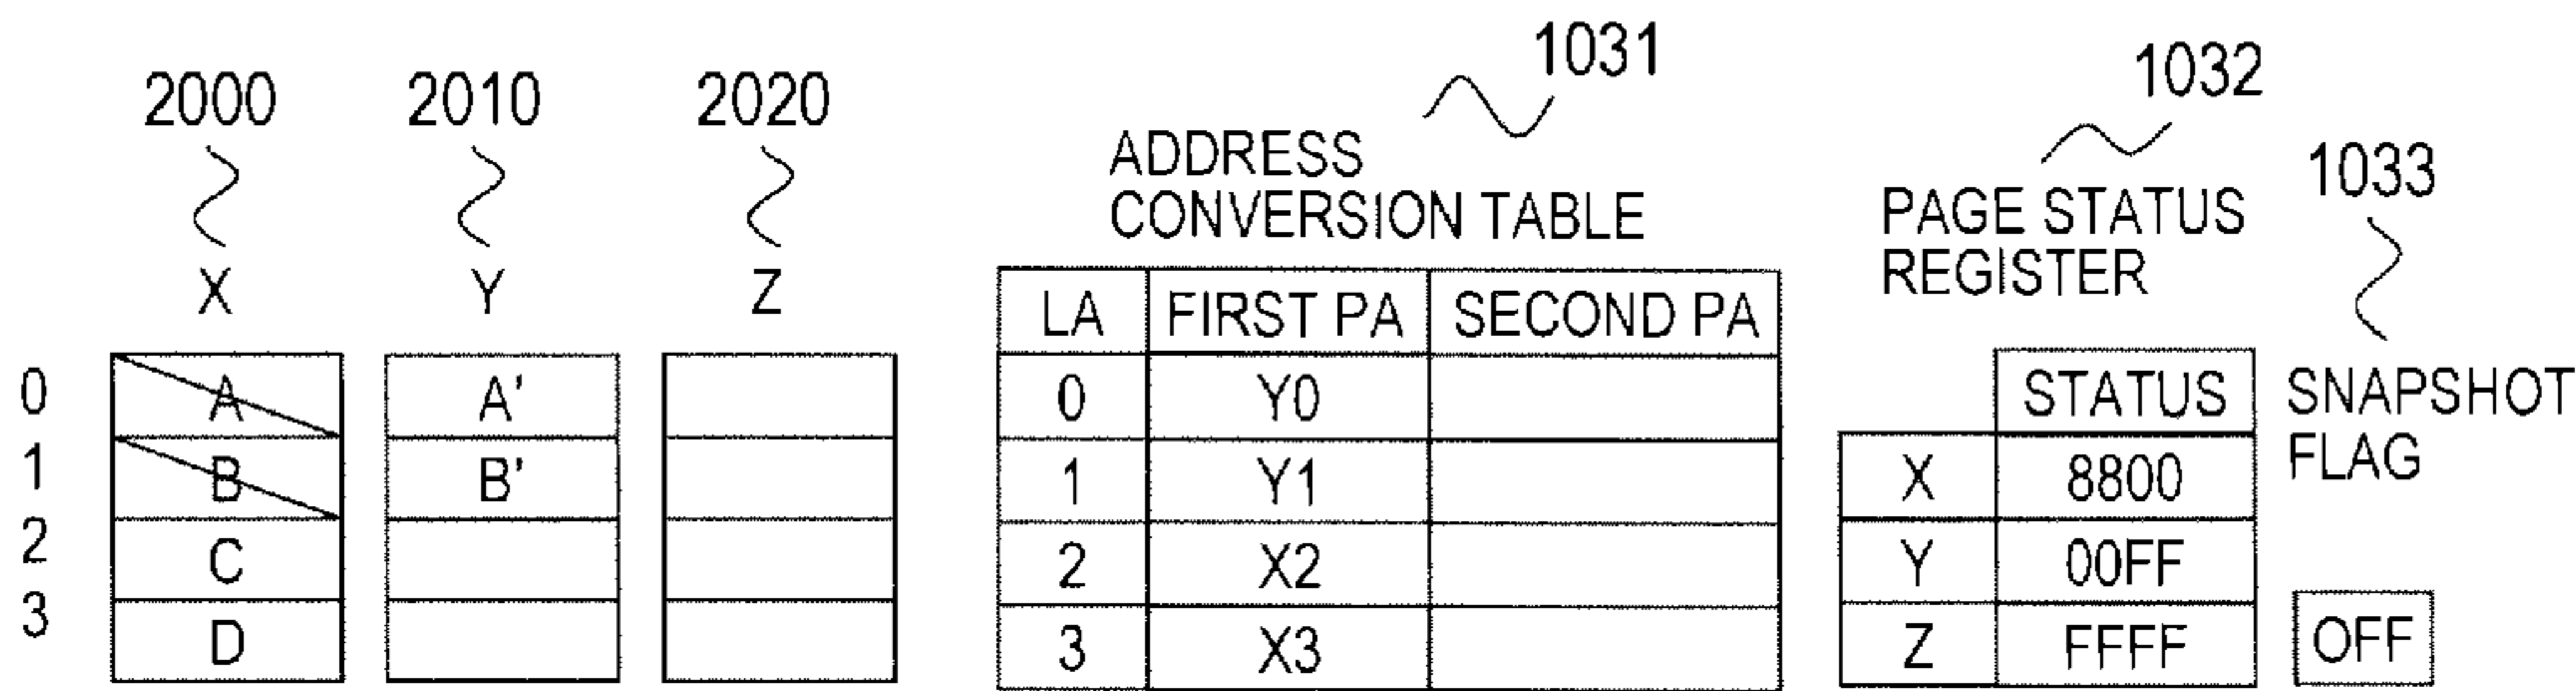 2000 2010 2020 1031 1032 1033
ADDRESS
CONVERSION TABLE
PAGE STATUS
REGISTER
SNAPSHOT
FLAG
X Y Z
LA FIRST PA SECOND PA
STATUS
0 A A' 0 Y0
1 B B' 1 Y1 X 8800
2 C 2 X2 Y 00FF
3 D 3 X3 Z FFFF OFF